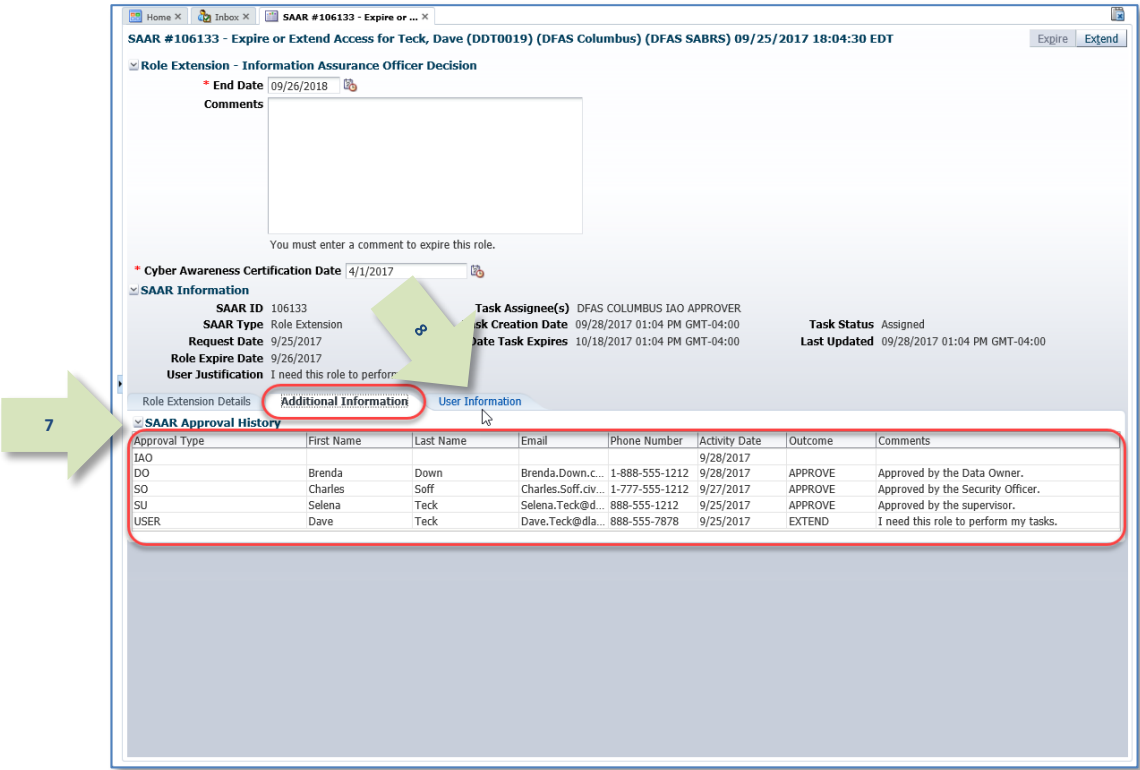 Home × Inbox × SAAR #106133 - Expire or ... ×
SAAR #106133 - Expire or Extend Access for Teck, Dave (DDT0019) (DFAS Columbus) (DFAS SABRS) 09/25/2017 18:04:30 EDT Expire Extend
Role Extension - Information Assurance Officer Decision
* End Date 09/26/2018
Comments
You must enter a comment to expire this role.
* Cyber Awareness Certification Date 4/1/2017
SAAR Information
SAAR ID 106133 Task Assignee(s) DFAS COLUMBUS IAO APPROVER
SAAR Type Role Extension Creation Date 09/28/2017 01:04 PM GMT-04:00 Task Status Assigned
Request Date 9/25/2017 Date Task Expires 10/18/2017 01:04 PM GMT-04:00 Last Updated 09/28/2017 01:04 PM GMT-04:00
Role Expire Date 9/26/2017
User Justification I need this role to perform
8
Role Extension Details Additional Information User Information
7
SAAR Approval History
Approval Type First Name Last Name Email Phone Number Activity Date Outcome Comments
IAO 9/28/2017
DO Brenda Down Brenda.Down.c... 1-888-555-1212 9/28/2017 APPROVE Approved by the Data Owner.
SO Charles Soff Charles.Soff.civ... 1-777-555-1212 9/27/2017 APPROVE Approved by the Security Officer.
SU Selena Teck Selena.Teck@d... 888-555-1212 9/25/2017 APPROVE Approved by the supervisor.
USER Dave Teck Dave.Teck@dla... 888-555-7878 9/25/2017 EXTEND I need this role to perform my tasks.